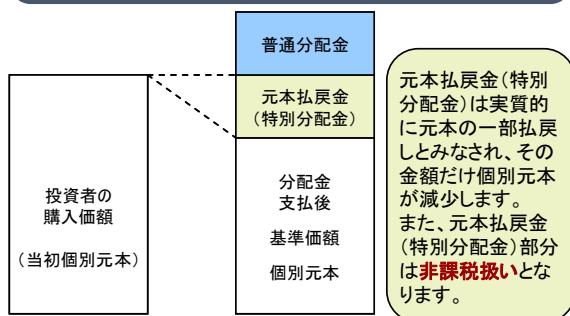 普通分配金
元本払戻金
(特別分配金)
投資者の
購入価額
(当初個別元本)
分配金
支払後
基準価額
個別元本
元本払戻金(特別
分配金)は実質的
に元本の一部払戻
しとみなされ、その
金額だけ個別元本
が減少します。
また、元本払戻金
(特別分配金)部分
は非課税扱いとな
ります。